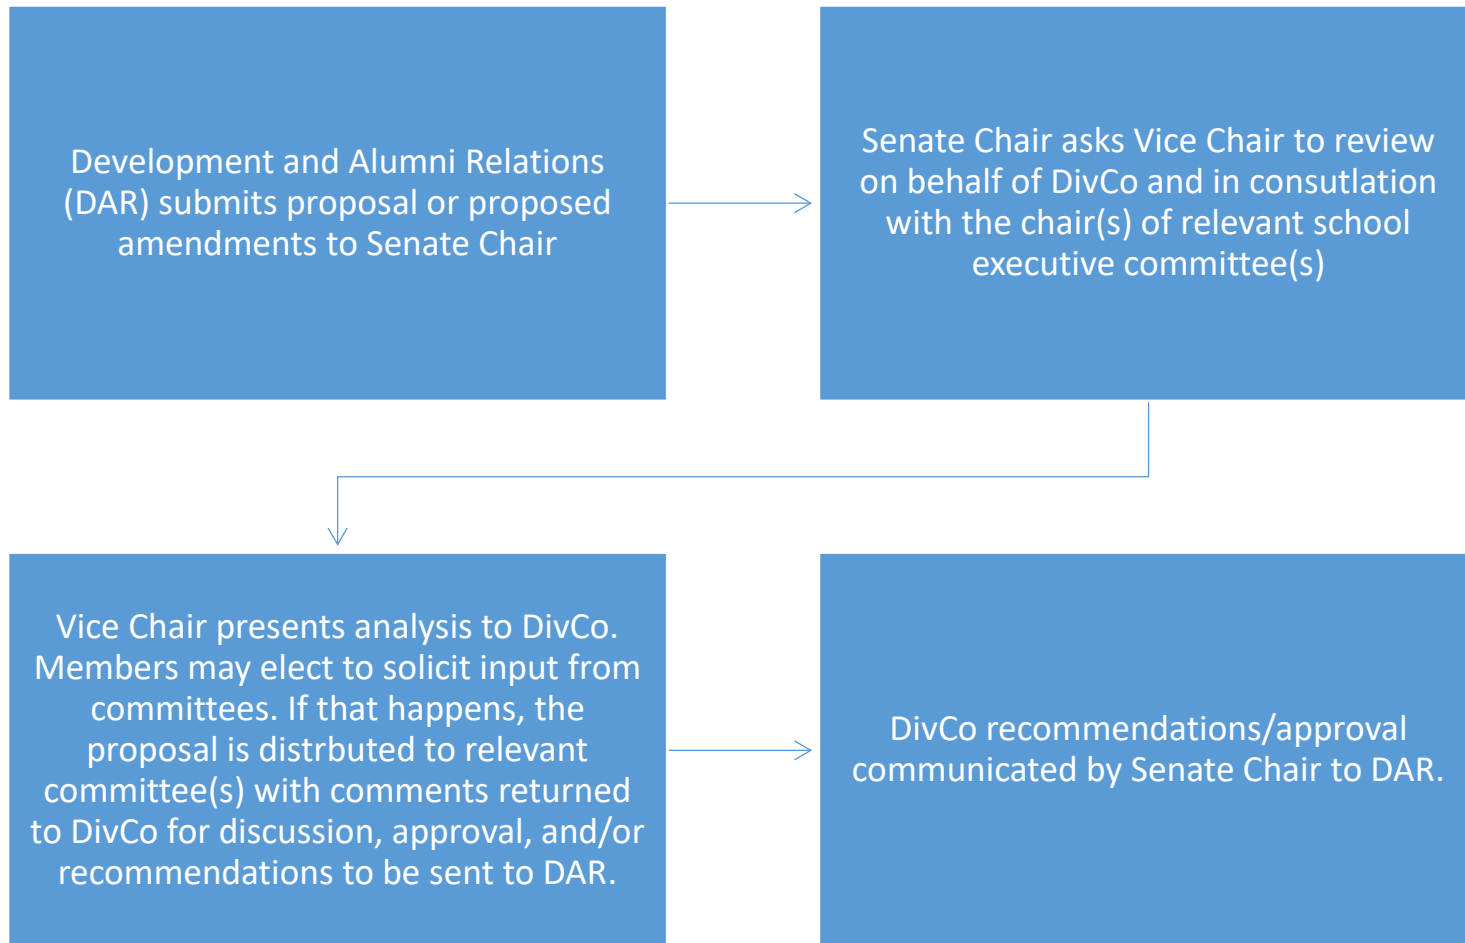 Development and Alumni Relations
(DAR) submits proposal or proposed
amendments to Senate Chair
Senate Chair asks Vice Chair to review
on behalf of DivCo and in consutlation
with the chair(s) of relevant school
executive committee(s)
Vice Chair presents analysis to DivCo.
Members may elect to solicit input from
committees. If that happens, the
proposal is distrbuted to relevant
committee(s) with comments returned
to DivCo for discussion, approval, and/or
recommendations to be sent to DAR.
DivCo recommendations/approval
communicated by Senate Chair to DAR.